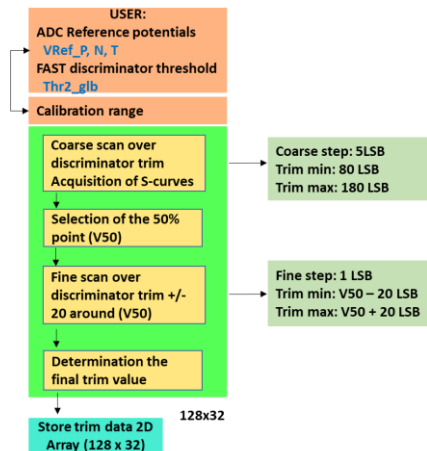 USER:
ADC Reference potentials
VRef_P, N, T
FAST discriminator threshold
Thr2_glb
Calibration range
Coarse scan over
discriminator trim
Acquisition of S-curves
Coarse step: 5LSB
Trim min: 80 LSB
Trim max: 180 LSB
Selection of the 50%
point (V50)
Fine scan over
discriminator trim +/-
20 around (V50)
Fine step: 1 LSB
Trim min: V50 – 20 LSB
Trim max: V50 + 20 LSB
Determination the
final trim value
128x32
Store trim data 2D
Array (128 x 32)